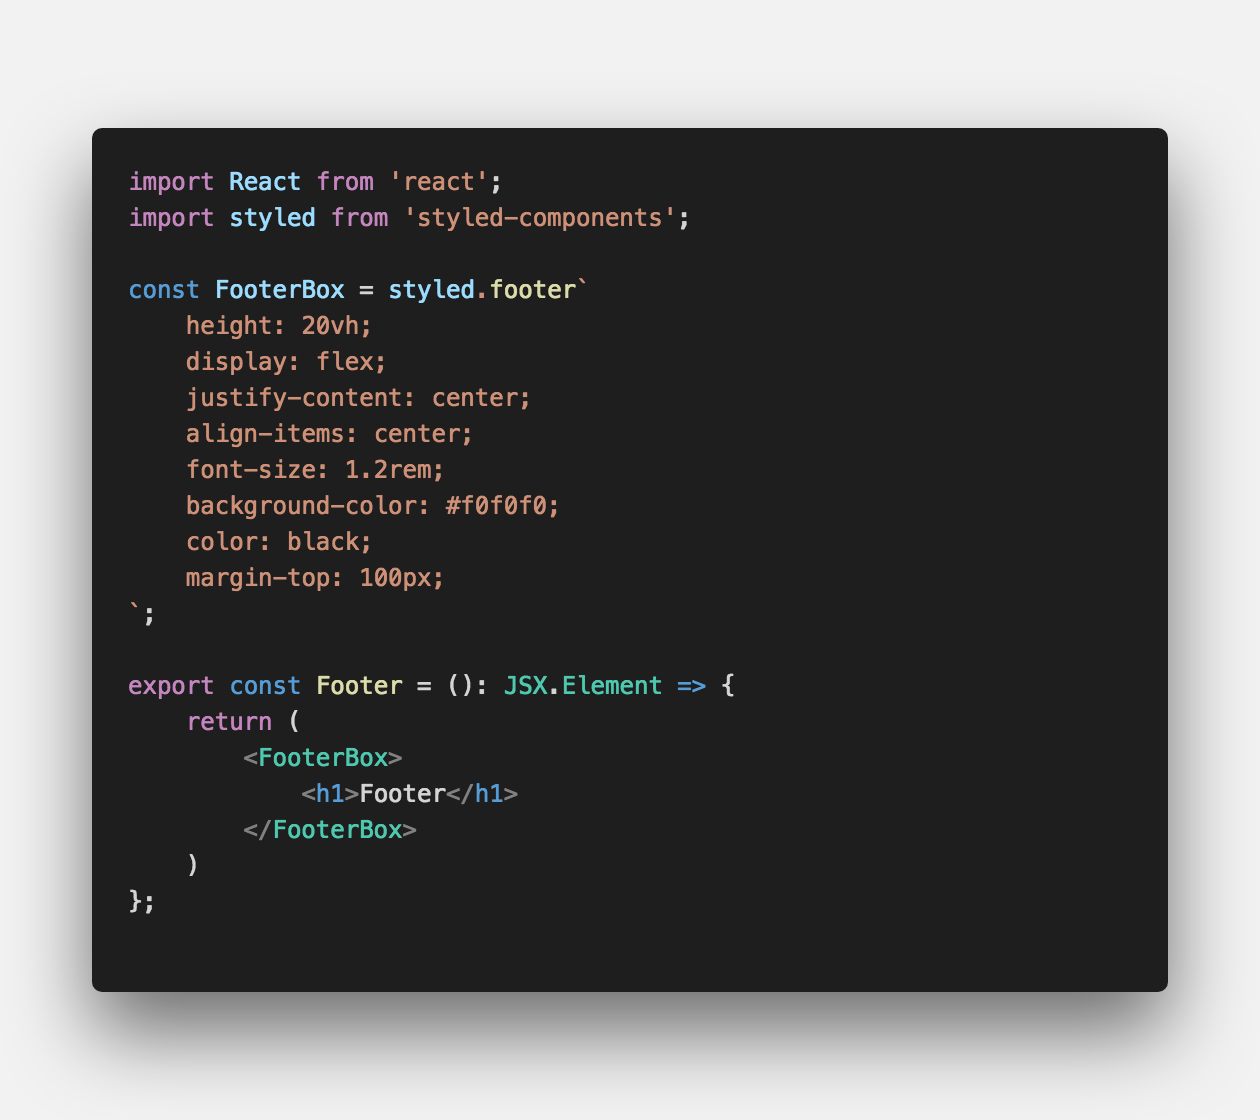 import React from 'react';
import styled from 'styled-components';

const FooterBox = styled.footer`
    height: 20vh;
    display: flex;
    justify-content: center;
    align-items: center;
    font-size: 1.2rem;
    background-color: #f0f0f0;
    color: black;
    margin-top: 100px;
`;

export const Footer = (): JSX.Element => {
    return (
        <FooterBox>
            <h1>Footer</h1>
        </FooterBox>
    )
};